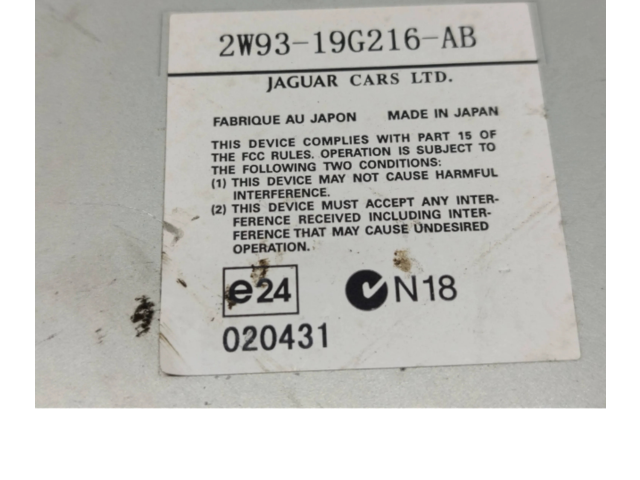 2W93-19G216-AB
JAGUAR CARS LTD.
FABRIQUE AU JAPON MADE IN JAPAN
THIS DEVICE COMPLIES WITH PART 15 OF
THE FCC RULES. OPERATION IS SUBJECT TO
THE FOLLOWING TWO CONDITIONS:
(1) THIS DEVICE MAY NOT CAUSE HARMFUL
INTERFERENCE.
(2) THIS DEVICE MUST ACCEPT ANY INTER-
FERENCE RECEIVED INCLUDING INTER-
FERENCE THAT MAY CAUSE UNDESIRED
OPERATION.
e24 N18
020431